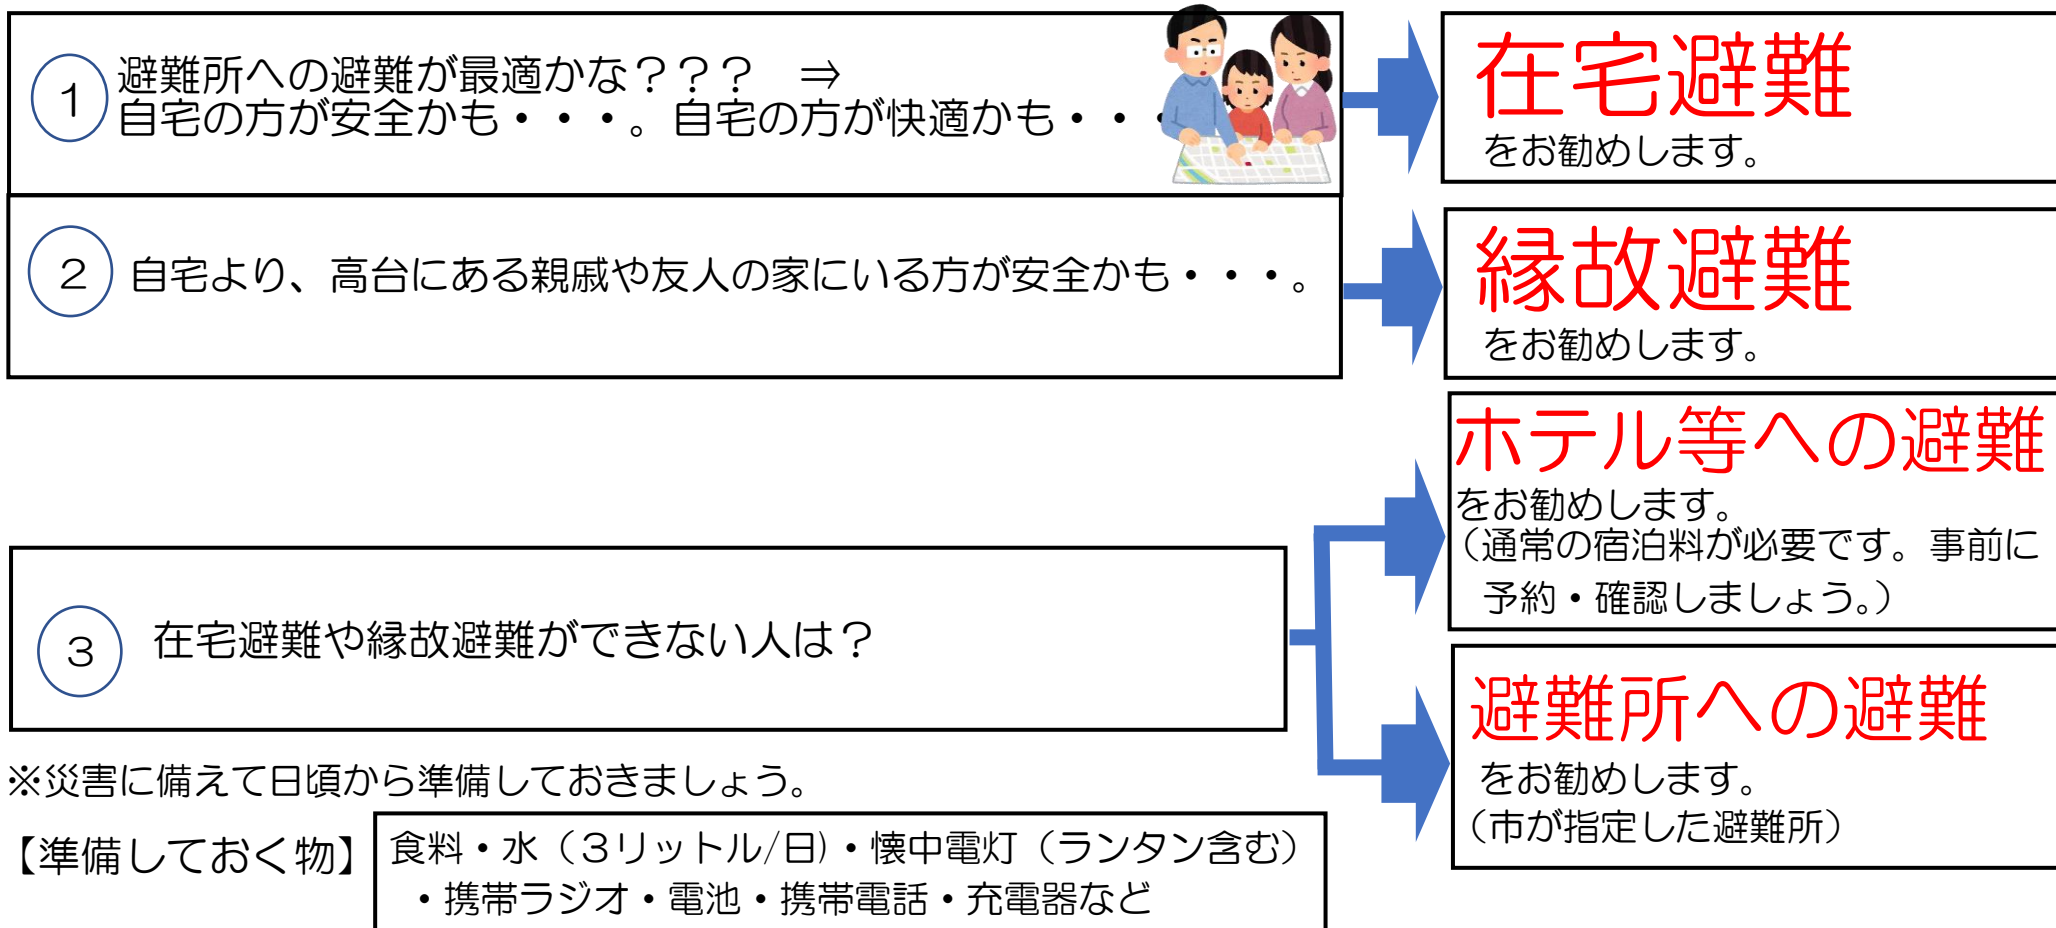 1
避難所への避難が最適かな？？？　⇒
自宅の方が安全かも・・・。自宅の方が快適かも・・
在宅避難
をお勧めします。
2
自宅より、高台にある親戚や友人の家にいる方が安全かも・・・。
縁故避難
をお勧めします。
3
在宅避難や縁故避難ができない人は？
ホテル等への避難
をお勧めします。
（通常の宿泊料が必要です。事前に
予約・確認しましょう。）
避難所への避難
をお勧めします。
（市が指定した避難所）
※災害に備えて日頃から準備しておきましょう。
【準備しておく物】
食料・水（３リットル/日)・懐中電灯（ランタン含む）
・携帯ラジオ・電池・携帯電話・充電器など